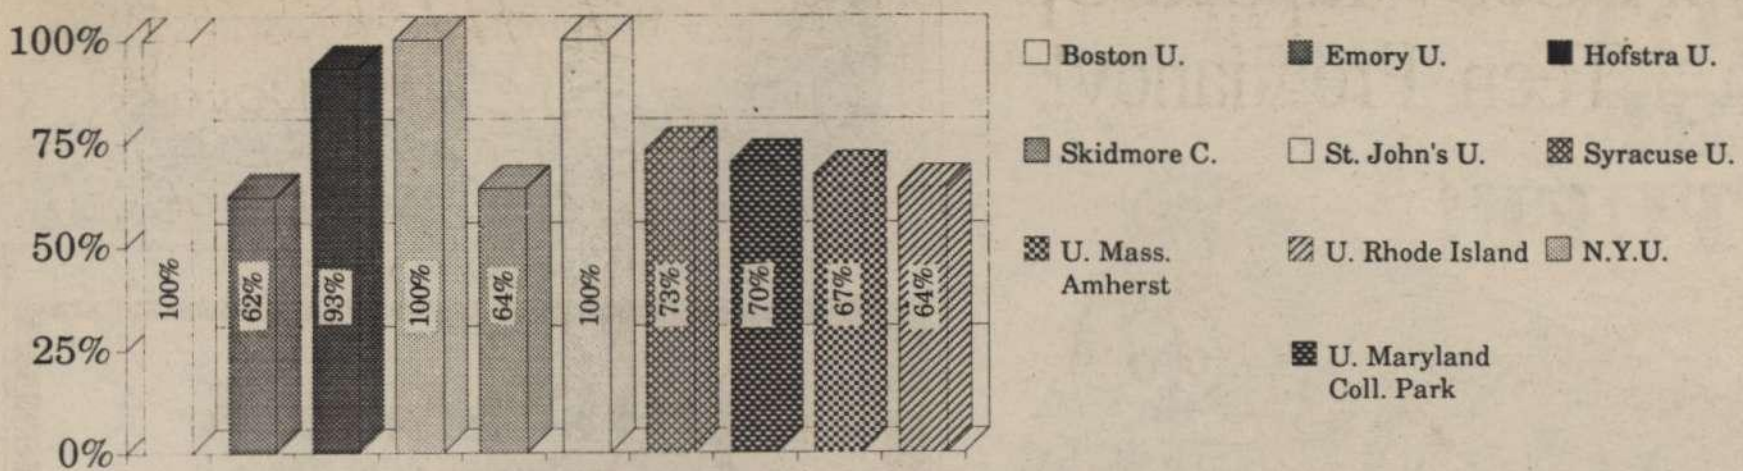 100%
75%
50%
25%
0%
100%
62%
93%
100%
64%
100%
73%
70%
67%
64%
Boston U.
Emory U.
Hofstra U.
Skidmore C.
St. John's U.
Syracuse U.
U. Mass.
Amherst
U. Rhode Island
N.Y.U.
U. Maryland
Coll. Park